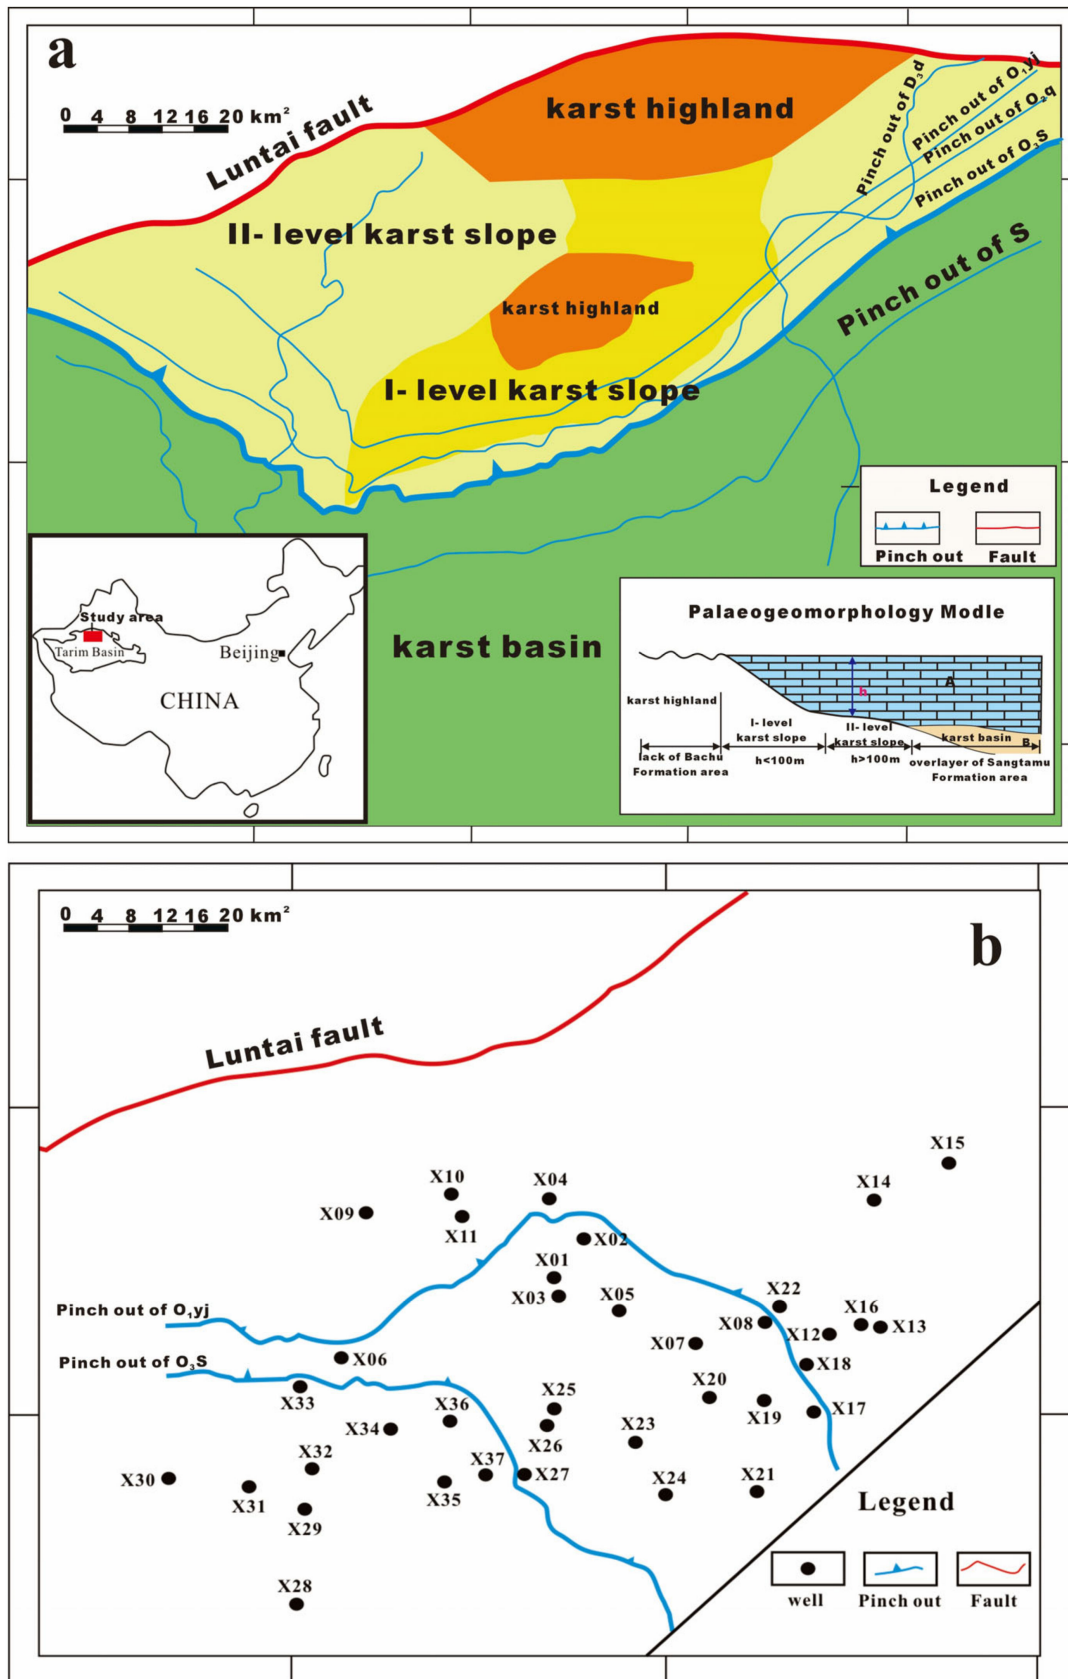 a
0 4 8 12 16 20 km²
Luntai fault
karst highland
Pinch out of D₃d
Pinch out of O₁yj
Pinch out of O₂q
Pinch out of O₃S
II- level karst slope
karst highland
Pinch out of S
I- level karst slope
Legend
Pinch out
Fault
Study area
Tarim Basin
Beijing
CHINA
karst basin
Palaeogeomorphology Modle
A
h
karst highland
I- level
karst slope
II- level
karst slope
karst basin
B
lack of Bachu
Formation area
h<100m
h>100m
overlayer of Sangtamu
Formation area
0 4 8 12 16 20 km²
b
Luntai fault
X15
X10
X04
X14
X09
X11
X02
X01
X03
X05
X22
Pinch out of O₁yj
X08
X16
X12
X13
X07
X06
Pinch out of O₃S
X18
X33
X36
X25
X20
X19
X17
X34
X26
X23
X32
X37
X27
X30
X31
X35
X24
X21
X29
X28
Legend
well
Pinch out
Fault